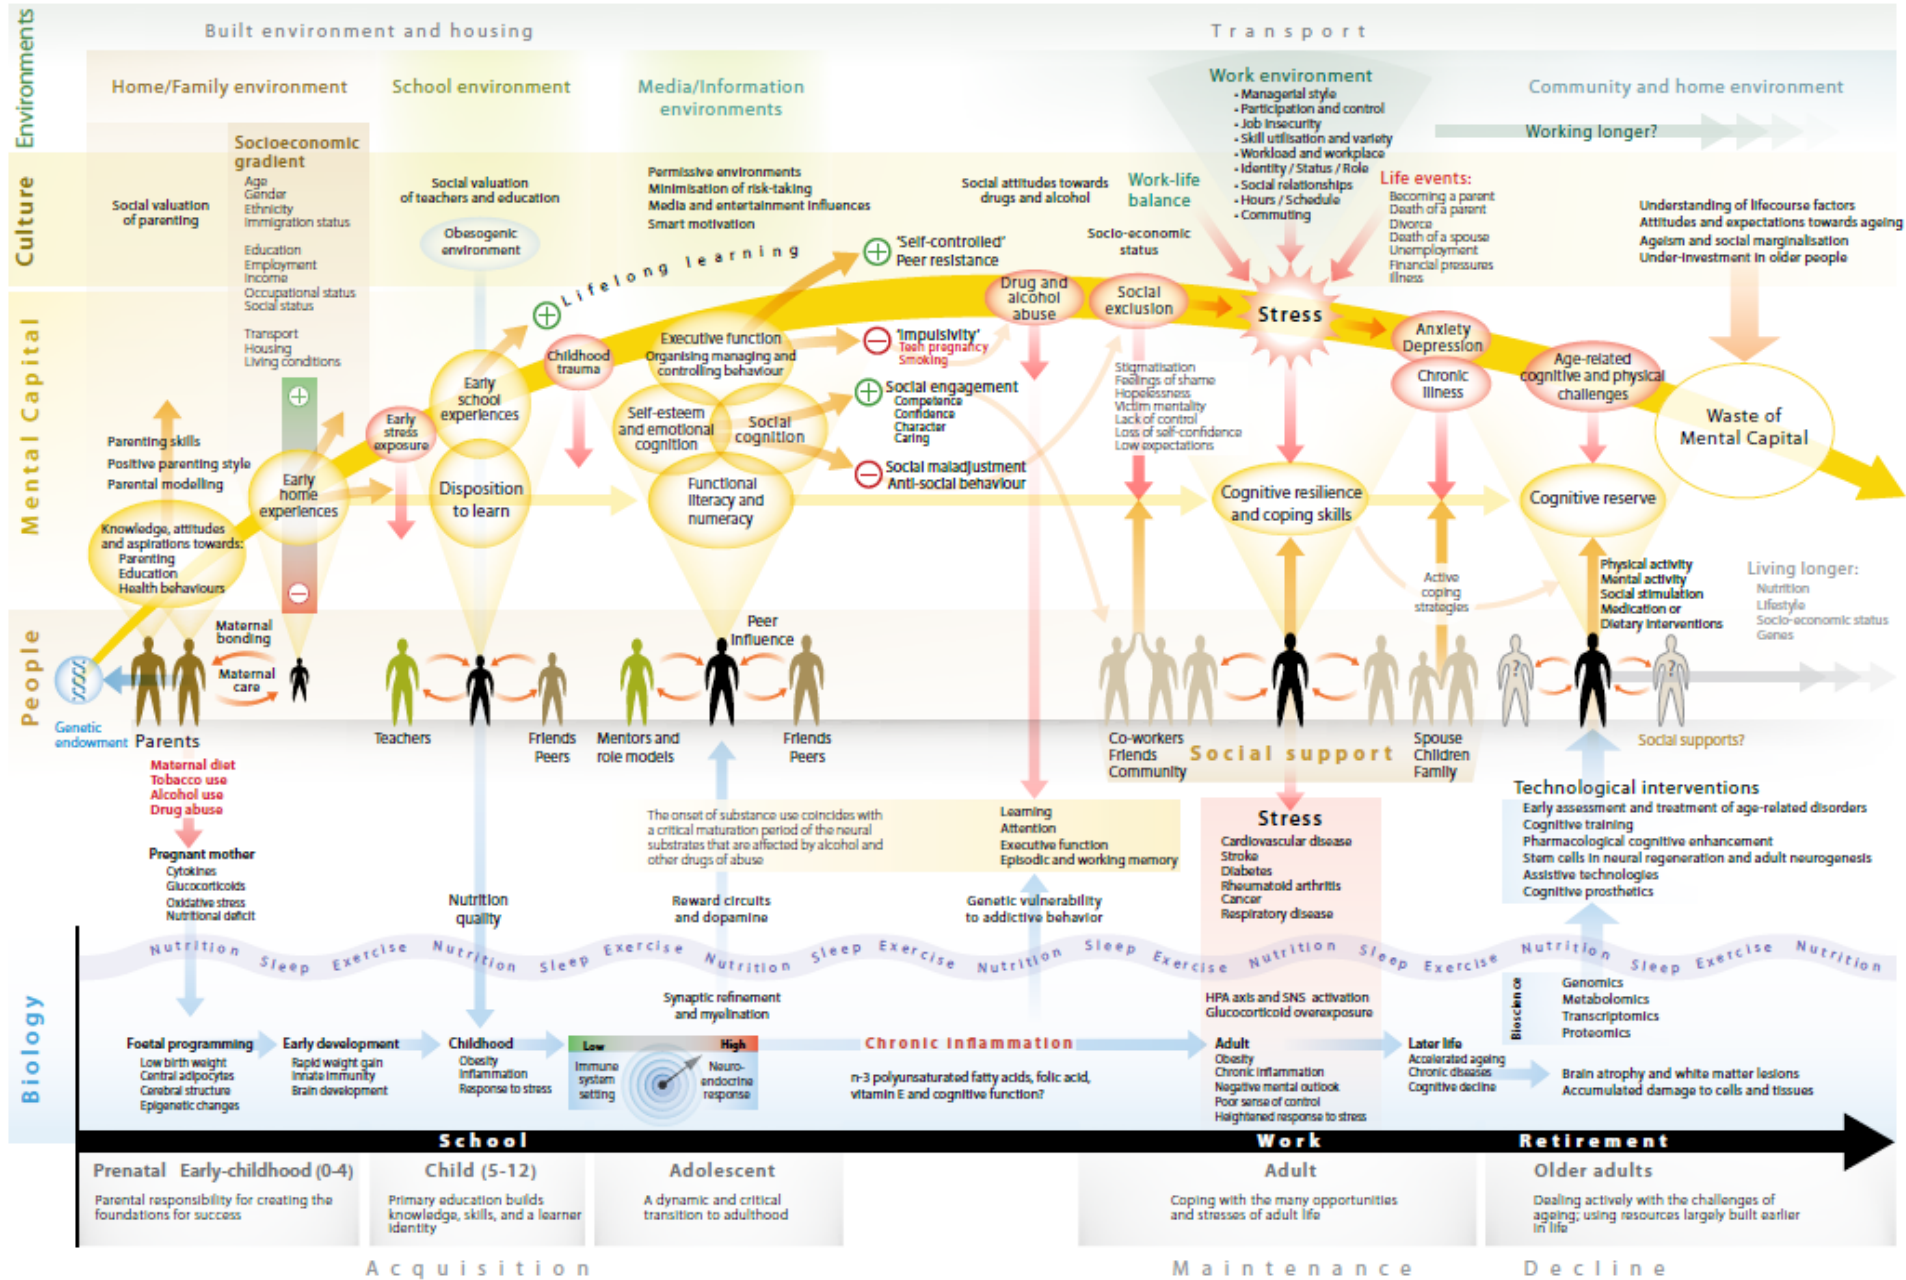 Environments
Built environment and housing
Transport
Home/Family environment
School environment
Media/Information
environments
Work environment
- Managerial style
- Participation and control
- Job insecurity
- Skill utilisation and variety
- Workload and workplace
- Identity / Status / Role
- Social relationships
- Hours / Schedule
- Commuting
Community and home environment
Working longer?
Culture
Socioeconomic
gradient
Age
Gender
Ethnicity
Immigration status
Education
Employment
Income
Occupational status
Social status
Transport
Housing
Living conditions
Social valuation
of parenting
Social valuation
of teachers and education
Obesogenic
environment
Permissive environments
Minimisation of risk-taking
Media and entertainment influences
Smart motivation
Social attitudes towards
drugs and alcohol
Work-life
balance
Socio-economic
status
Life events:
Becoming a parent
Death of a parent
Divorce
Death of a spouse
Unemployment
Financial pressures
Illness
Understanding of lifecourse factors
Attitudes and expectations towards ageing
Ageism and social marginalisation
Under-investment in older people
Mental Capital
+
+ Lifelong learning
+ 'Self-controlled'
Peer resistance
Drug and
alcohol
abuse
Social
exclusion
Stress
Anxiety
Depression
Chronic
illness
Age-related
cognitive and physical
challenges
Waste of
Mental Capital
Parenting skills
Positive parenting style
Parental modelling
Knowledge, attitudes
and aspirations towards:
Parenting
Education
Health behaviours
Early
home
experiences
−
Early
stress
exposure
Early
school
experiences
Disposition
to learn
Childhood
trauma
Executive function
Organising managing and
controlling behaviour
Self-esteem
and emotional
cognition
Social
cognition
Functional
literacy and
numeracy
− 'Impulsivity'
Teen pregnancy
Smoking
+ Social engagement
Competence
Confidence
Character
Caring
− Social maladjustment
Anti-social behaviour
Stigmatisation
Feelings of shame
Hopelessness
Victim mentality
Lack of control
Loss of self-confidence
Low expectations
Cognitive resilience
and coping skills
Cognitive reserve
Active
coping
strategies
Physical activity
Mental activity
Social stimulation
Medication or
Dietary interventions
Living longer:
Nutrition
Lifestyle
Socio-economic status
Genes
People
Maternal
bonding
Maternal
care
Genetic
endowment
Parents
Teachers
Friends
Peers
Mentors and
role models
Peer
Influence
Friends
Peers
Co-workers
Friends
Community
Social support
Spouse
Children
Family
?
?
Social supports?
Maternal diet
Tobacco use
Alcohol use
Drug abuse
Pregnant mother
Cytokines
Glucocorticoids
Oxidative stress
Nutritional deficit
Nutrition
quality
The onset of substance use coincides with
a critical maturation period of the neural
substrates that are affected by alcohol and
other drugs of abuse
Learning
Attention
Executive function
Episodic and working memory
Reward circuits
and dopamine
Genetic vulnerability
to addictive behavior
Stress
Cardiovascular disease
Stroke
Diabetes
Rheumatoid arthritis
Cancer
Respiratory disease
Technological interventions
Early assessment and treatment of age-related disorders
Cognitive training
Pharmacological cognitive enhancement
Stem cells in neural regeneration and adult neurogenesis
Assistive technologies
Cognitive prosthetics
Nutrition Sleep Exercise Nutrition Sleep Exercise Nutrition Sleep Exercise Nutrition Sleep Exercise Nutrition Sleep Exercise Nutrition Sleep Exercise Nutrition
Biology
Synaptic refinement
and myelination
HPA axis and SNS activation
Glucocorticoid overexposure
Bioscience
Genomics
Metabolomics
Transcriptomics
Proteomics
Foetal programming
Low birth weight
Central adipocytes
Cerebral structure
Epigenetic changes
Early development
Rapid weight gain
Innate immunity
Brain development
Childhood
Obesity
Inflammation
Response to stress
Low
High
Immune
system
setting
Neuro-
endocrine
response
Chronic inflammation
n-3 polyunsaturated fatty acids, folic acid,
vitamin E and cognitive function?
Adult
Obesity
Chronic inflammation
Negative mental outlook
Poor sense of control
Heightened response to stress
Later life
Accelerated ageing
Chronic diseases
Cognitive decline
Brain atrophy and white matter lesions
Accumulated damage to cells and tissues
School
Work
Retirement
Prenatal Early-childhood (0-4)
Parental responsibility for creating the
foundations for success
Child (5-12)
Primary education builds
knowledge, skills, and a learner
identity
Adolescent
A dynamic and critical
transition to adulthood
Adult
Coping with the many opportunities
and stresses of adult life
Older adults
Dealing actively with the challenges of
ageing; using resources largely built earlier
in life
Acquisition
Maintenance
Decline